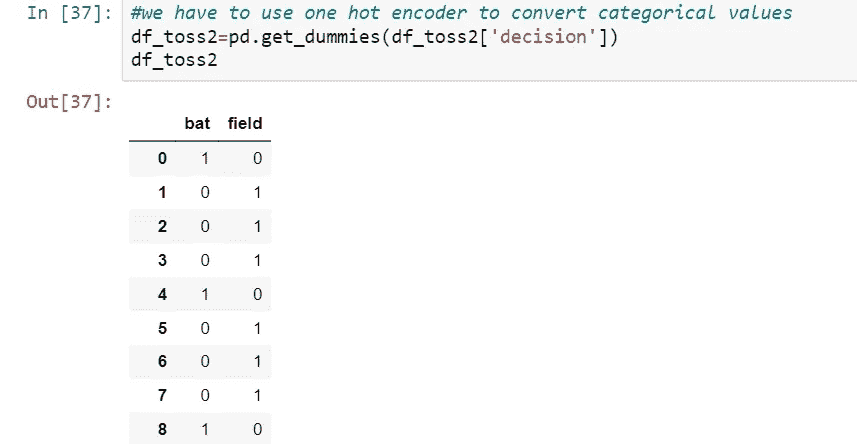 In [37]: #we have to use one hot encoder to convert categorical values
df_toss2=pd.get_dummies(df_toss2['decision'])
df_toss2
Out[37]:
bat field
0 1 0
1 0 1
2 0 1
3 0 1
4 1 0
5 0 1
6 0 1
7 0 1
8 1 0